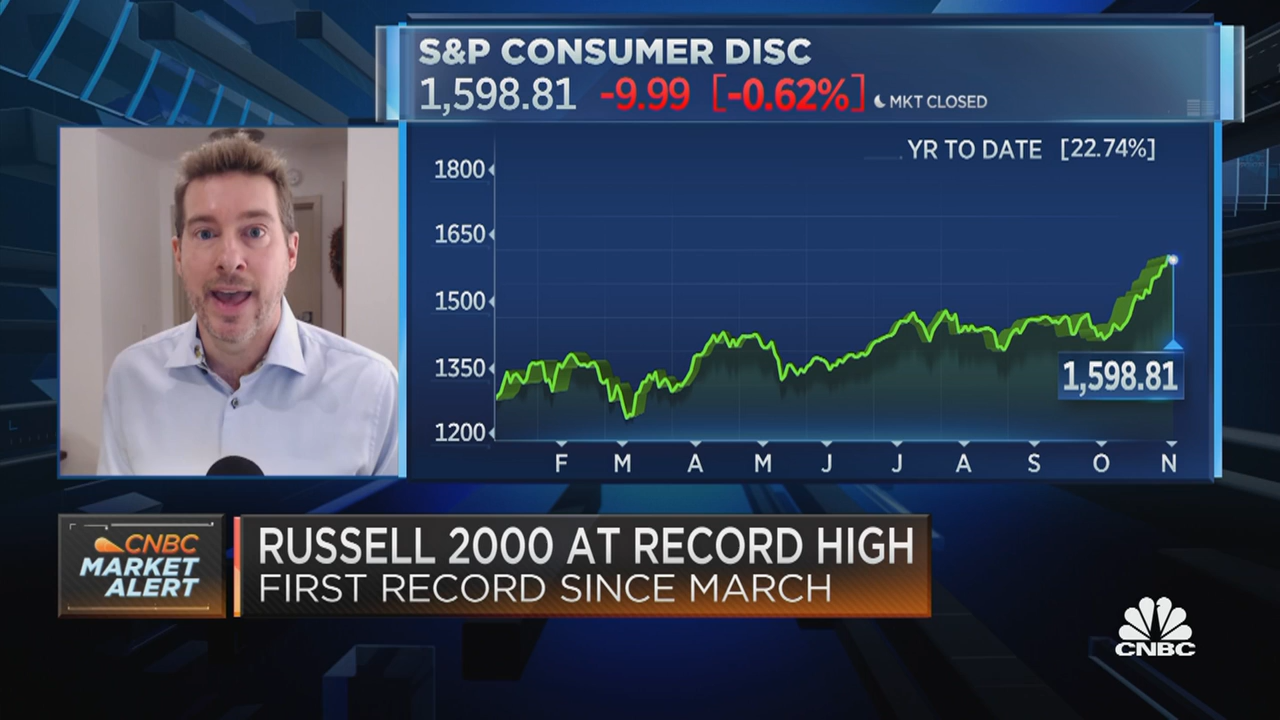 S&P CONSUMER DISC
1,598.81 -9.99 [-0.62%] MKT CLOSED
YR TO DATE [22.74%]
1800
1650
1500
1350
1200
1,598.81
F M A M J J A S O N
CNBC
MARKET
ALERT
RUSSELL 2000 AT RECORD HIGH
FIRST RECORD SINCE MARCH
CNBC